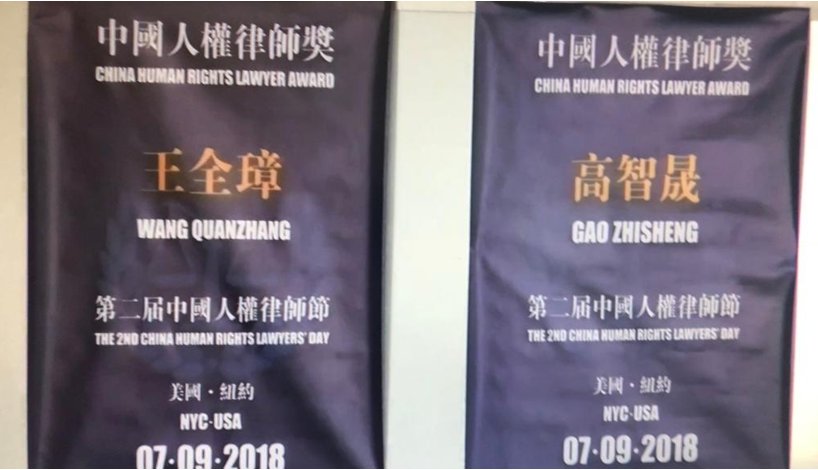 中國人權律師獎
CHINA HUMAN RIGHTS LAWYER AWARD
王全璋
WANG QUANZHANG
第二届中國人權律師節
THE 2ND CHINA HUMAN RIGHTS LAWYERS' DAY
美國·紐約
NYC·USA
07·09·2018
中國人權律師獎
CHINA HUMAN RIGHTS LAWYER AWARD
高智晟
GAO ZHISHENG
第二届中國人權律師節
THE 2ND CHINA HUMAN RIGHTS LAWYERS' DAY
美國·紐約
NYC·USA
07·09·2018